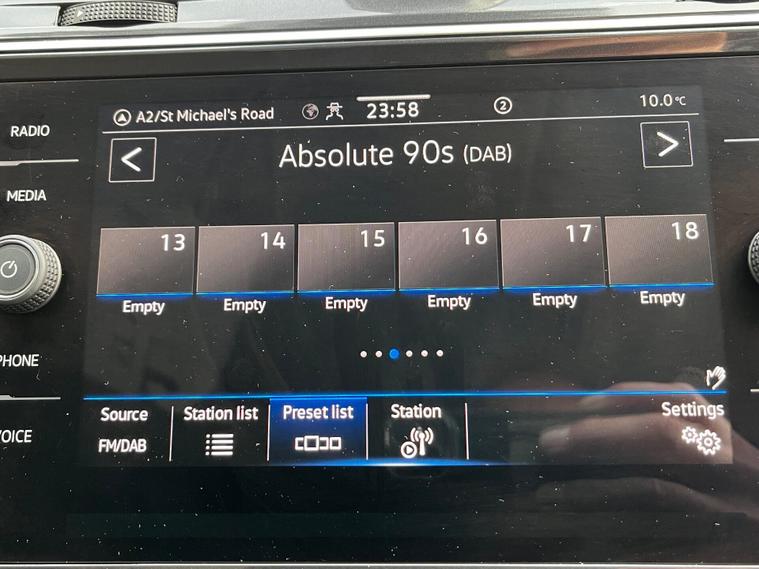 RADIO
MEDIA
PHONE
VOICE
A2/St Michael's Road
23:58
2
10.0°C
Absolute 90s (DAB)
13 14 15 16 17 18
Empty Empty Empty Empty Empty Empty
Source Station list Preset list Station Settings
FM/DAB